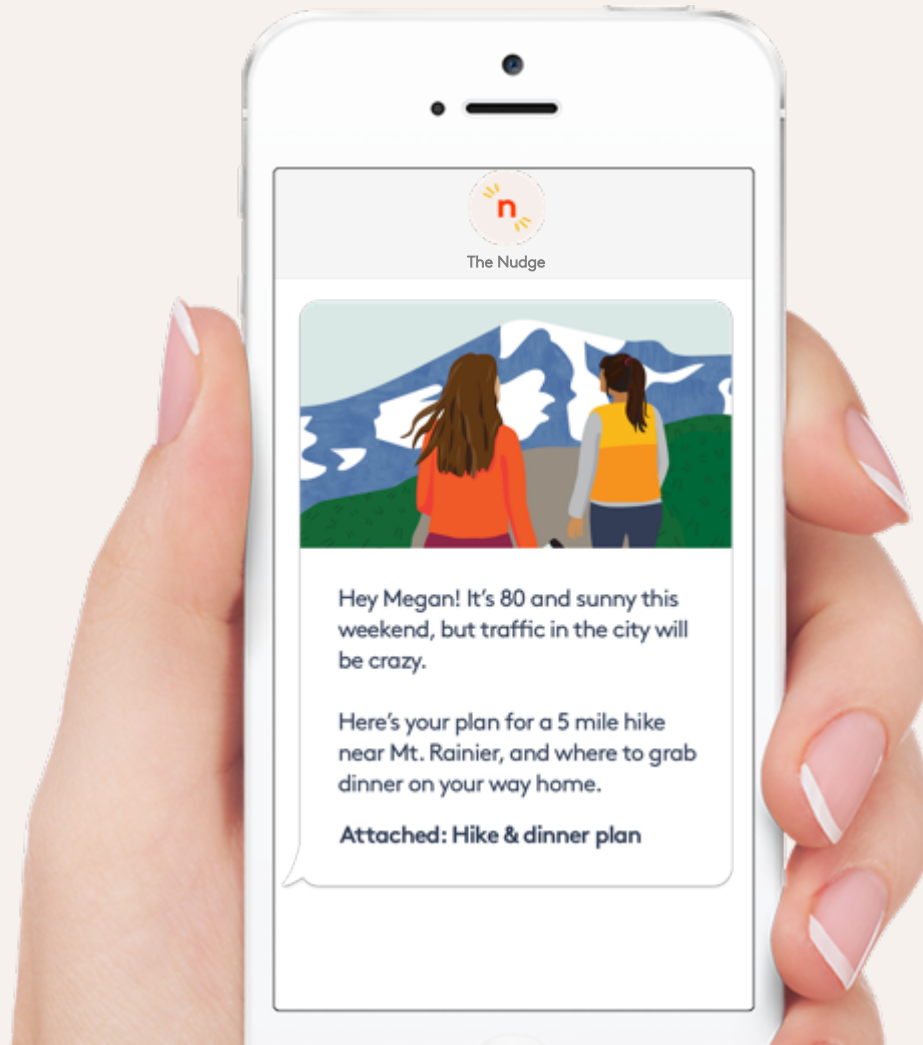 n
The Nudge
Hey Megan! It's 80 and sunny this
weekend, but traffic in the city will
be crazy.
Here's your plan for a 5 mile hike
near Mt. Rainier, and where to grab
dinner on your way home.
Attached: Hike & dinner plan